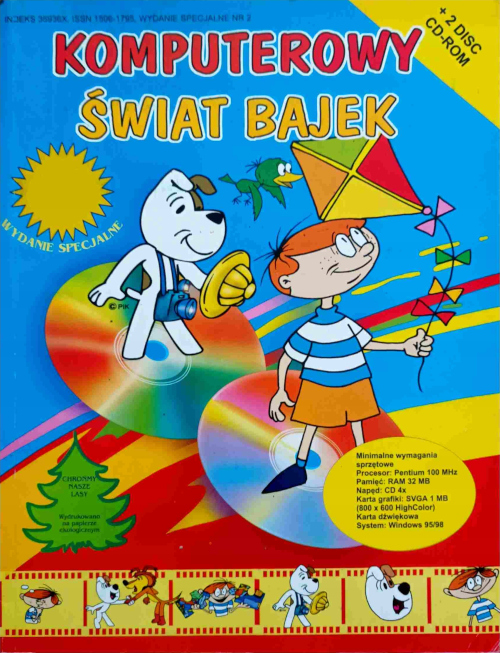 INDEKS 35926X, ISSN 1506-1795, WYDANIE SPECJALNE NR 2
+ 2 DISC
CD-ROM
KOMPUTEROWY
ŚWIAT BAJEK
WYDANIE SPECJALNE
© PIK
Minimalne wymagania
sprzętowe
Procesor: Pentium 100 MHz
Pamięć: RAM 32 MB
Napęd: CD 4x
Karta grafiki: SVGA 1 MB
(800 x 600 HighColor)
Karta dźwiękowa
System: Windows 95/98
CHROŃMY
NASZE
LASY
Wydrukowano
na papierze
ekologicznym